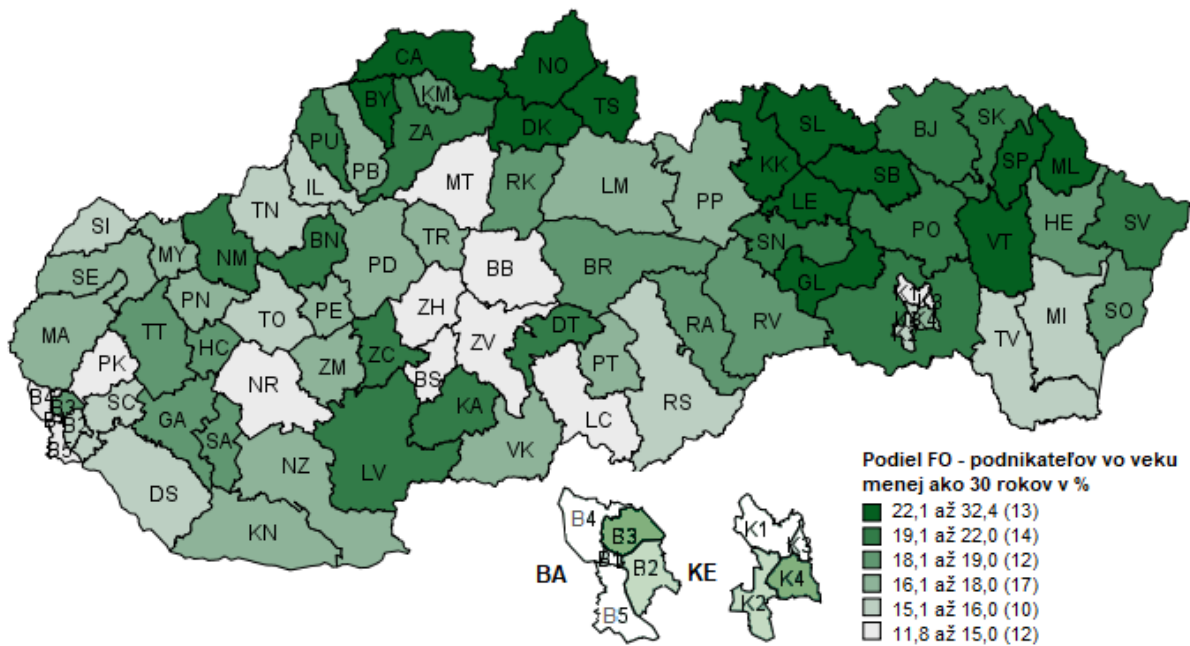 CA
NO
BY
KM
TS
PU
ZA
DK
SL
BJ
SK
PB
KK
SP
ML
IL
MT
RK
LM
PP
SB
TN
LE
HE
SI
BN
SN
PO
VT
SV
MY
NM
TR
SE
PD
BB
BR
GL
PN
PE
ZH
K1
K3
MA
TO
DT
RA
RV
K4
SO
TT
HC
ZV
MI
PK
ZM
ZC
PT
TV
NR
BS
B4
SC
KA
RS
B3
GA
LC
SA
VK
B5
NZ
LV
DS
KN
Podiel FO - podnikateľov vo veku
menej ako 30 rokov v %
22,1 až 32,4 (13)
19,1 až 22,0 (14)
18,1 až 19,0 (12)
16,1 až 18,0 (17)
15,1 až 16,0 (10)
11,8 až 15,0 (12)
B4
B3
B1
BA
B2
B5
K1
K3
KE
K4
K2